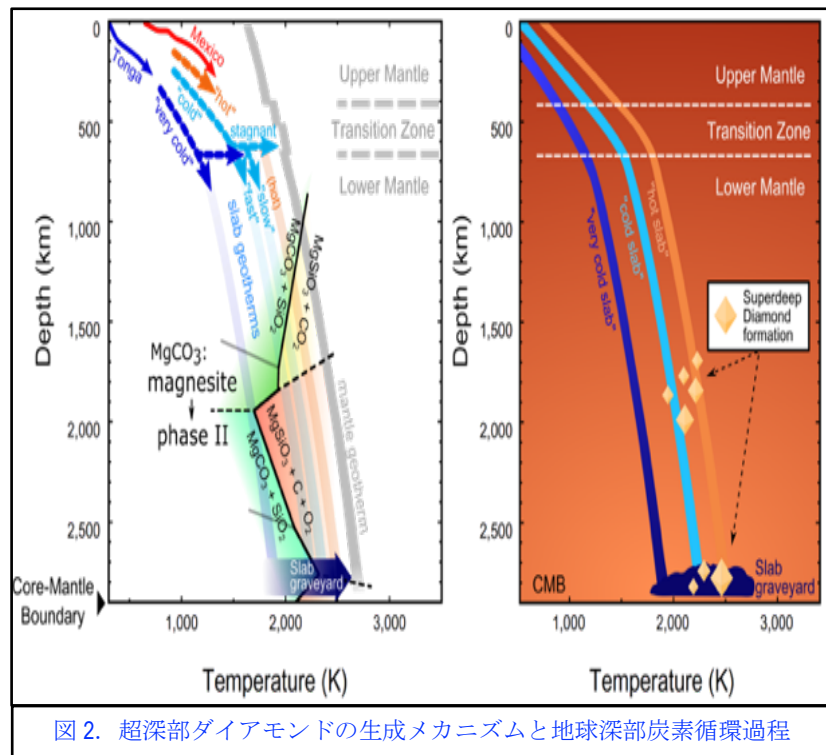 0
500
1,000
1,500
2,000
2,500
Depth (km)
Core-Mantle
Boundary
1,000
2,000
3,000
Temperature (K)
Tonga
Mexico
"hot"
"cold"
"very cold"
stagnant
"fast"
"slow"
(hot)
slab geotherms
Upper Mantle
Transition Zone
Lower Mantle
MgCO₃ + SiO₂
MgSiO₃ + CO₂
MgCO₃:
magnesite
↓
phase II
MgSiO₃ + C + O₂
MgCO₃ + SiO₂
mantle geotherm
Slab
graveyard
0
500
1,000
1,500
2,000
2,500
Depth (km)
1,000
2,000
3,000
Temperature (K)
Upper Mantle
Transition Zone
Lower Mantle
"very cold slab"
"cold slab"
"hot slab"
Superdeep
Diamond
formation
CMB
Slab
graveyard
図 2. 超深部ダイアモンドの生成メカニズムと地球深部炭素循環過程